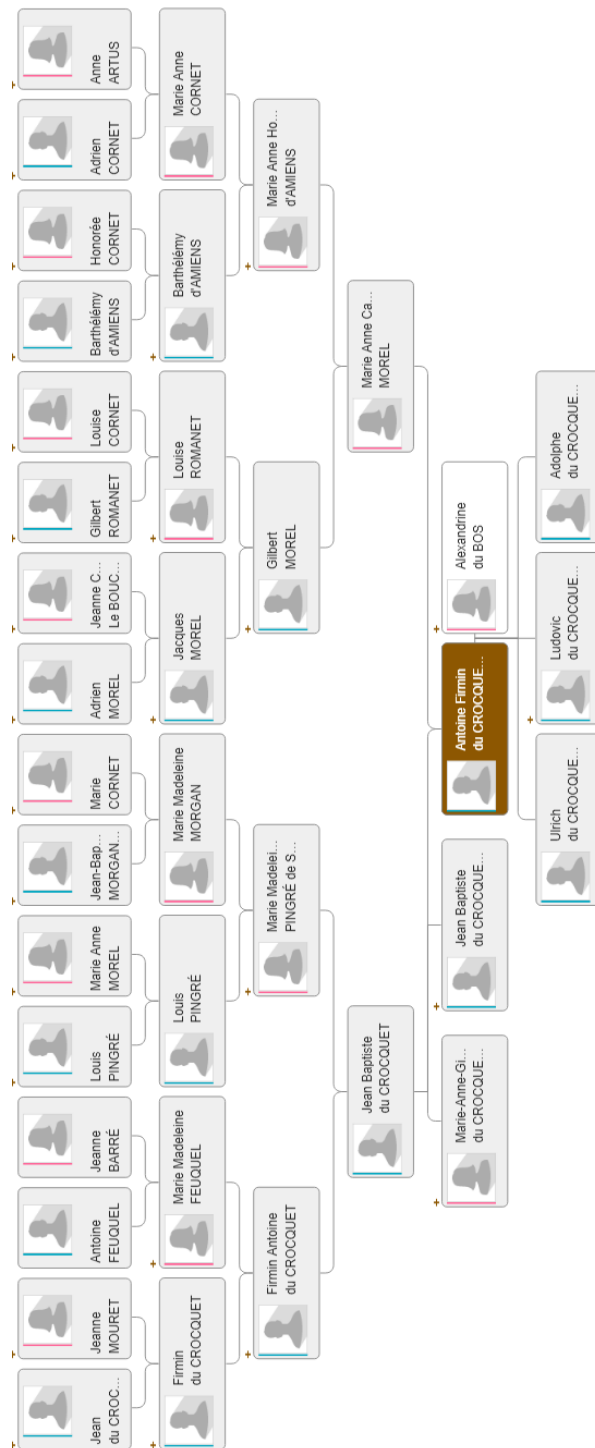 Jean
du CROC…
Jeanne
MOURET
Antoine
FEUQUEL
Jeanne
BARRÉ
Louis
PINGRÉ
Marie Anne
MOREL
Jean-Bap…
MORGAN…
Marie
CORNET
Adrien
MOREL
Jeanne C…
Le BOUC…
Gilbert
ROMANET
Louise
CORNET
Barthélémy
d'AMIENS
Honorée
CORNET
Adrien
CORNET
Anne
ARTUS
Firmin
du CROCQUET
Marie Madeleine
FEUQUEL
Louis
PINGRÉ
Marie Madeleine
MORGAN
Jacques
MOREL
Louise
ROMANET
Barthélémy
d'AMIENS
Marie Anne
CORNET
Firmin Antoine
du CROCQUET
Marie Madelei…
PINGRÉ de S…
Gilbert
MOREL
Marie Anne Ho…
d'AMIENS
Jean Baptiste
du CROCQUET
Marie Anne Ca…
MOREL
Marie-Anne-Gi…
du CROCQUE…
Jean Baptiste
du CROCQUE…
Antoine Firmin
du CROCQUE…
Alexandrine
du BOS
Ulrich
du CROCQUE…
Ludovic
du CROCQUE…
Adolphe
du CROCQUE…